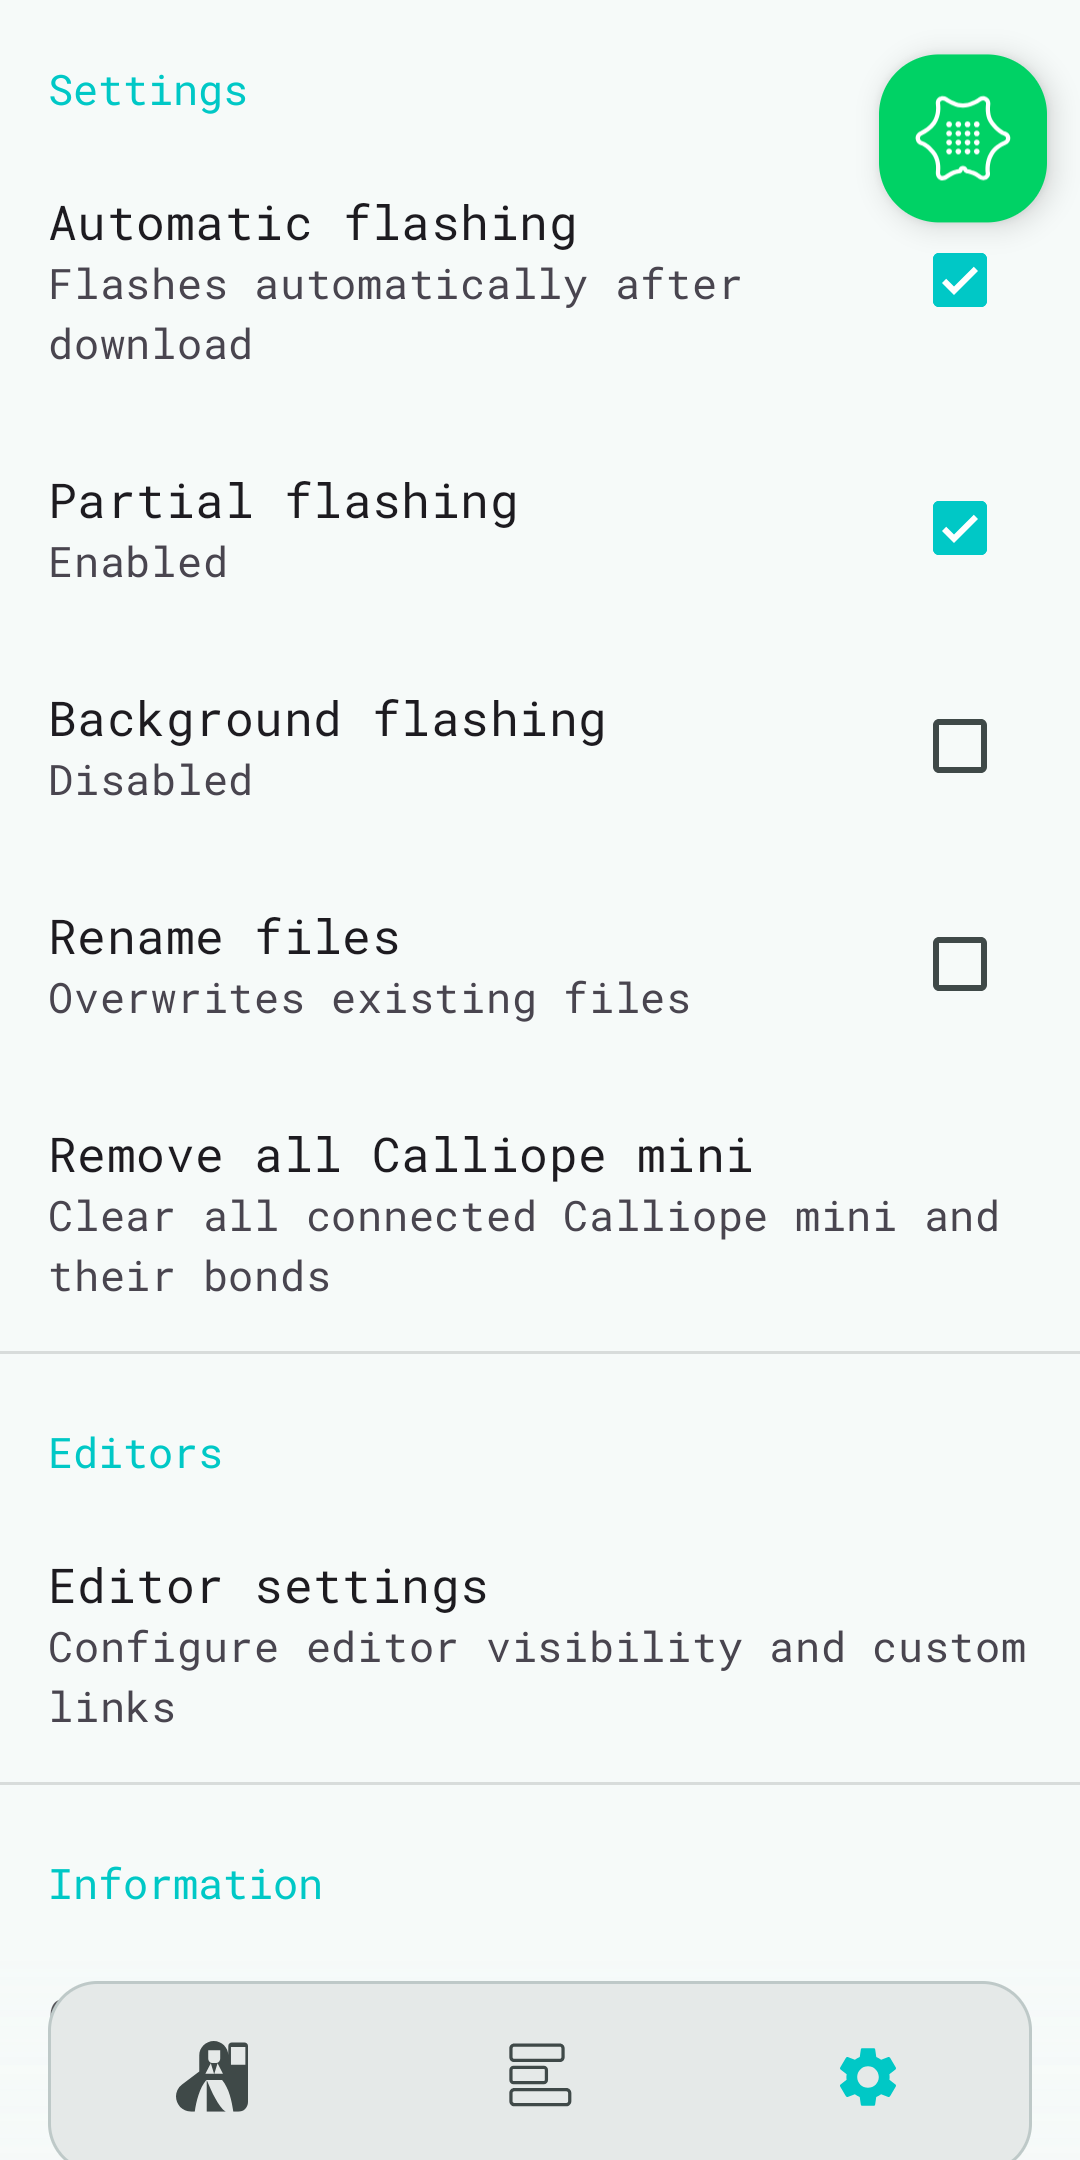 Settings
Automatic flashing
Flashes automatically after
download
Partial flashing
Enabled
Background flashing
Disabled
Rename files
Overwrites existing files
Remove all Calliope mini
Clear all connected Calliope mini and
their bonds
Editors
Editor settings
Configure editor visibility and custom
links
Information